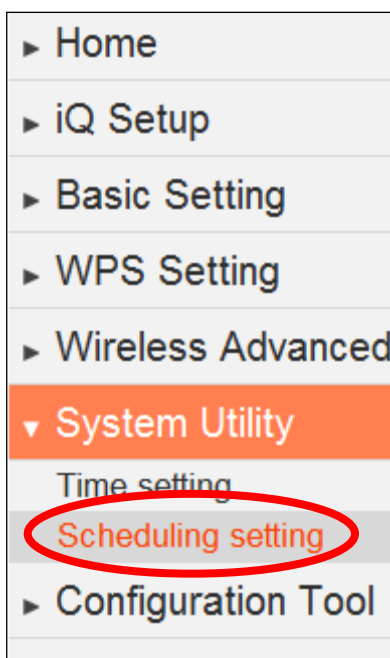 Home
iQ Setup
Basic Setting
WPS Setting
Wireless Advanced
System Utility
Time setting
Scheduling setting
Configuration Tool